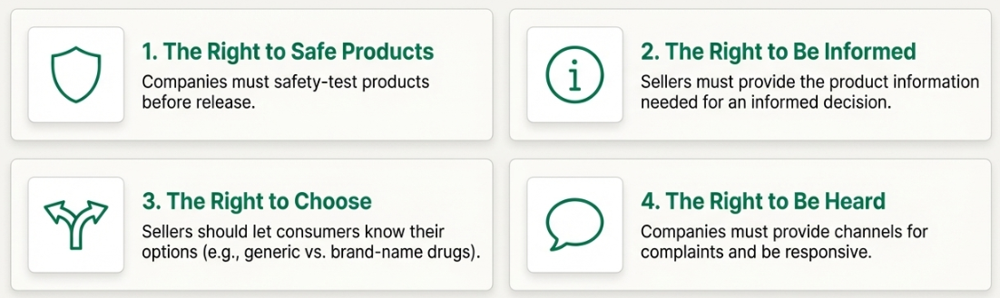 1. The Right to Safe Products
Companies must safety-test products
before release.
2. The Right to Be Informed
Sellers must provide the product information
needed for an informed decision.
3. The Right to Choose
Sellers should let consumers know their
options (e.g., generic vs. brand-name drugs).
4. The Right to Be Heard
Companies must provide channels for
complaints and be responsive.